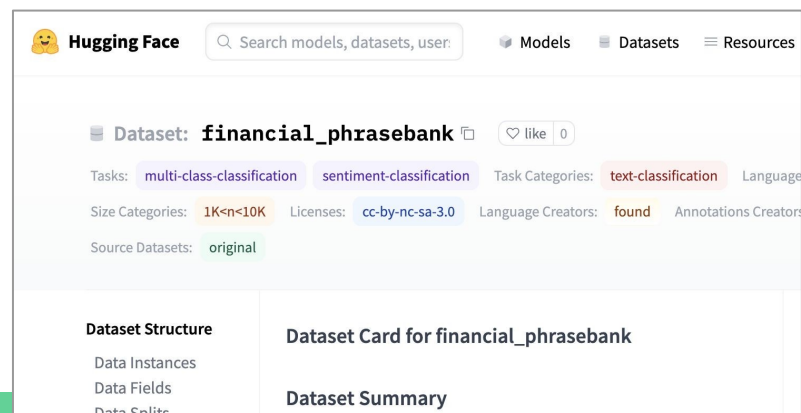 Hugging Face Search models, datasets, user Models Datasets Resources
Dataset: financial_phrasebank like 0
Tasks: multi-class-classification sentiment-classification Task Categories: text-classification Language
Size Categories: 1K<n<10K Licenses: cc-by-nc-sa-3.0 Language Creators: found Annotations Creators
Source Datasets: original
Dataset Structure
Data Instances
Data Fields
Data Splits
Dataset Card for financial_phrasebank
Dataset Summary